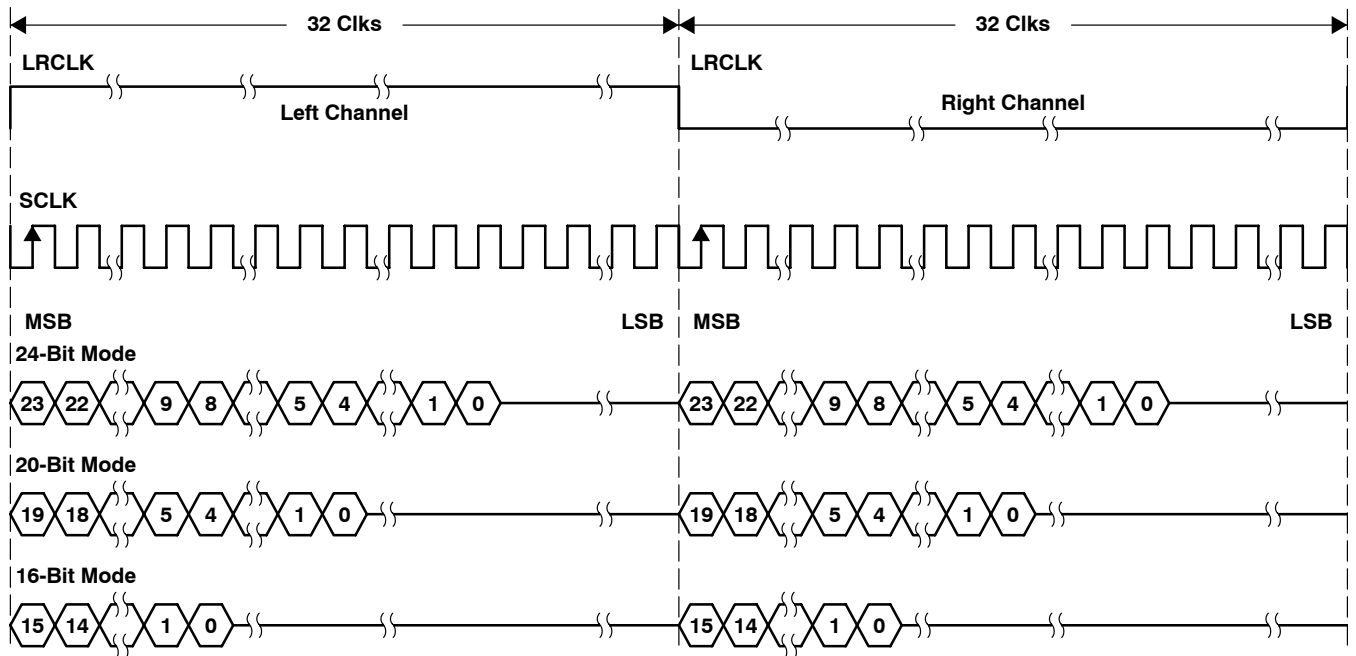 32 Clks 32 Clks
LRCLK LRCLK
Left Channel Right Channel
SCLK
MSB LSB MSB LSB
24-Bit Mode
23 22 9 8 5 4 1 0 23 22 9 8 5 4 1 0
20-Bit Mode
19 18 5 4 1 0 19 18 5 4 1 0
16-Bit Mode
15 14 1 0 15 14 1 0